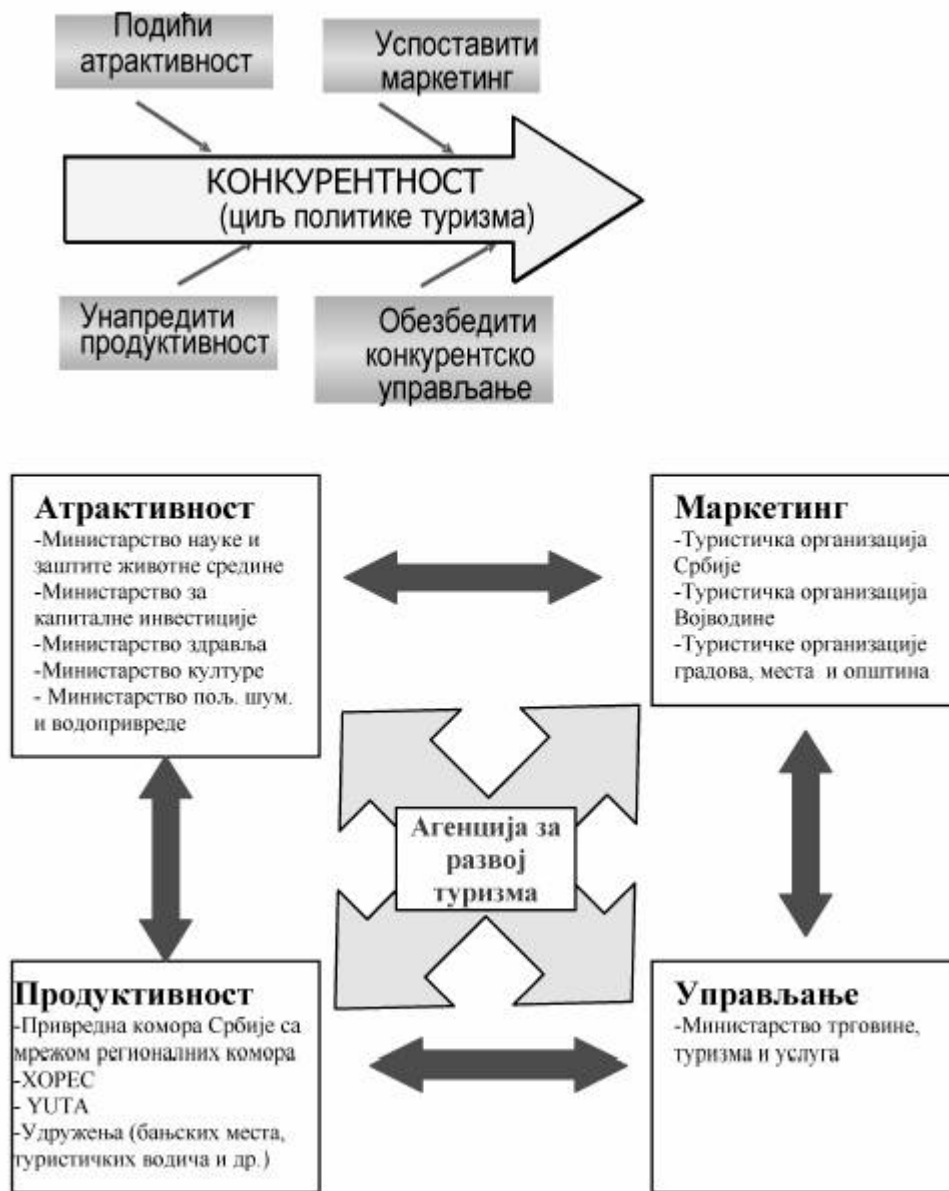 Подићи
атрактивност
Успоставити
маркетинг
КОНКУРЕНТНОСТ
(циљ политике туризма)
Унапредити
продуктивност
Обезбедити
конкурентско
управљање
Атрактивност
-Министарство науке и
заштите животне средине
-Министарство за
капиталне инвестиције
-Министарство здравља
-Министарство културе
- Министарство пољ. шум.
и водопривреде
Маркетинг
-Туристичка организација
Србије
-Туристичка организација
Војводине
-Туристичке организације
градова, места и општина
Агенција за
развој
туризма
Продуктивност
-Привредна комора Србије са
мрежом регионалних комора
-ХОРЕС
- YUTA
-Удружења (бањских места,
туристичких водича и др.)
Управљање
-Министарство трговине,
туризма и услуга